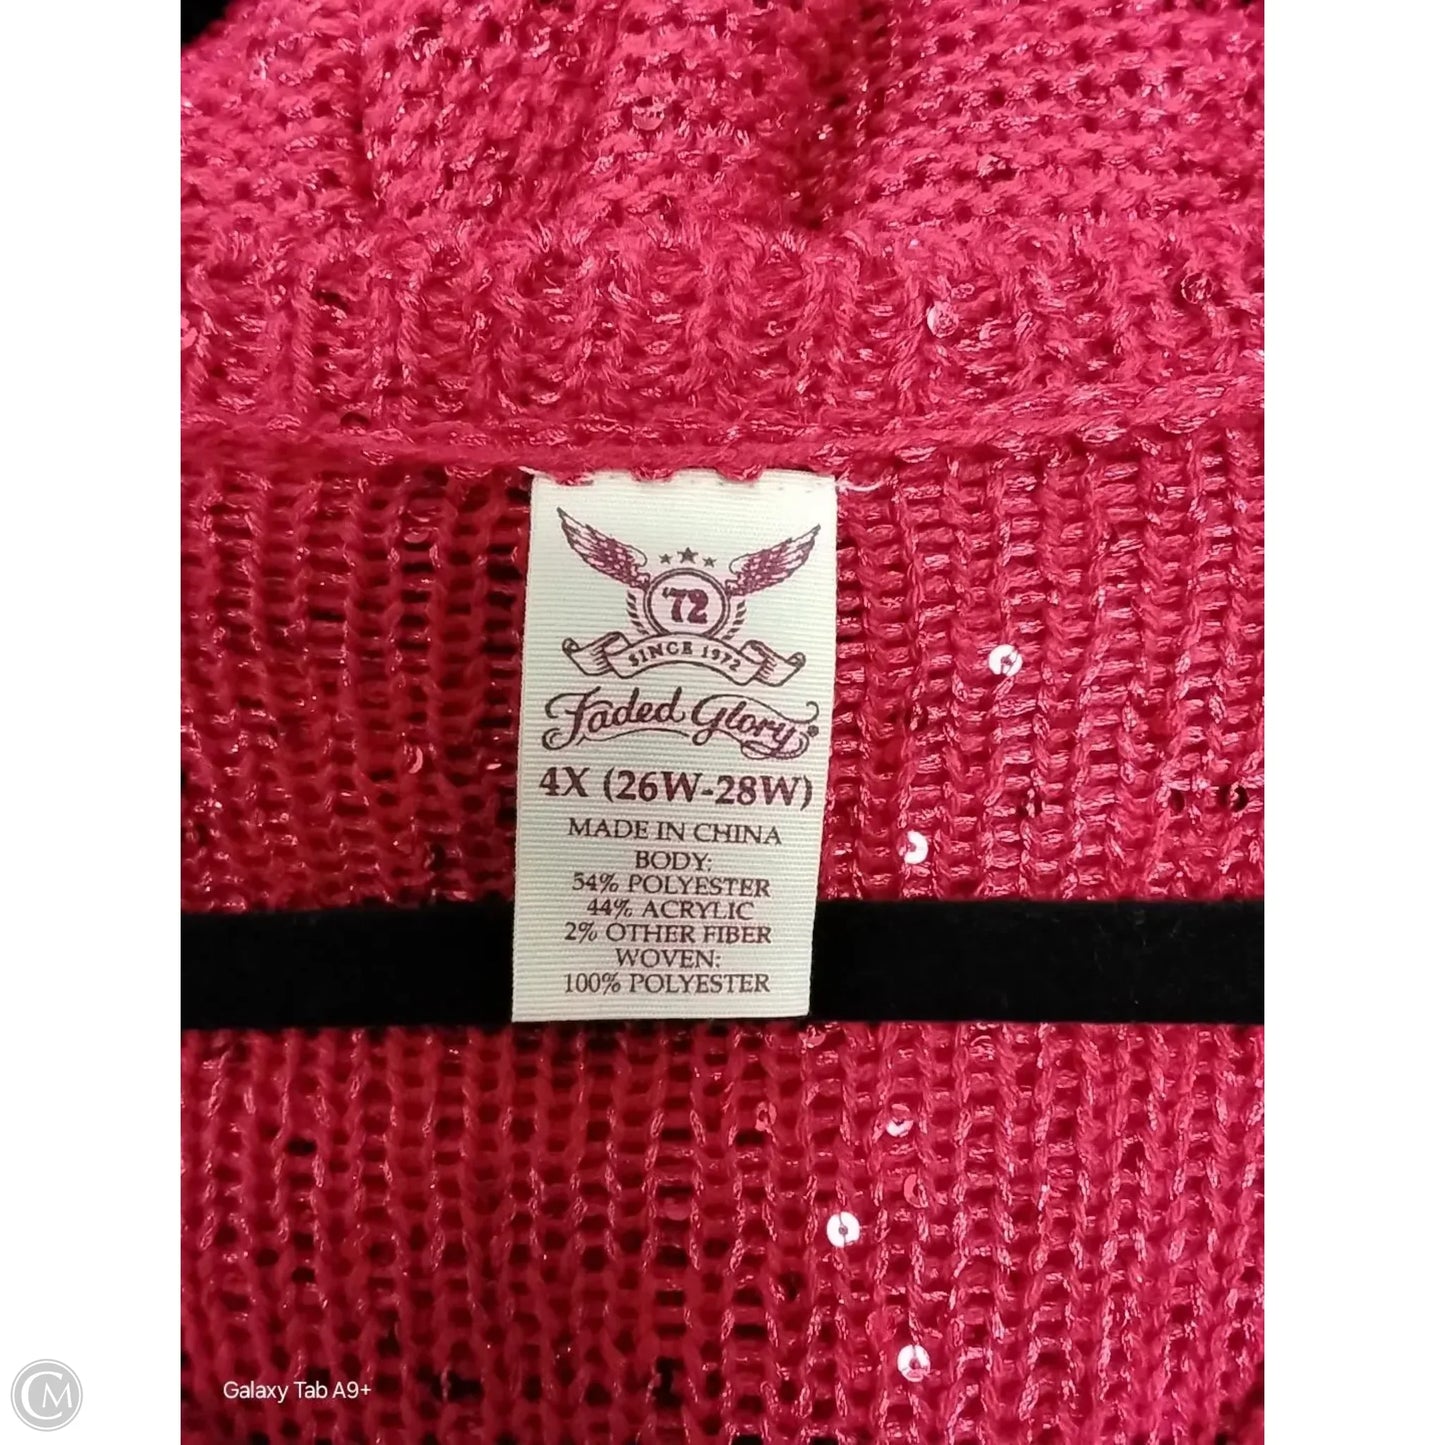 '72
SINCE 1972
Faded Glory®
4X (26W-28W)
MADE IN CHINA
BODY:
54% POLYESTER
44% ACRYLIC
2% OTHER FIBER
WOVEN:
100% POLYESTER
Galaxy Tab A9+
CM